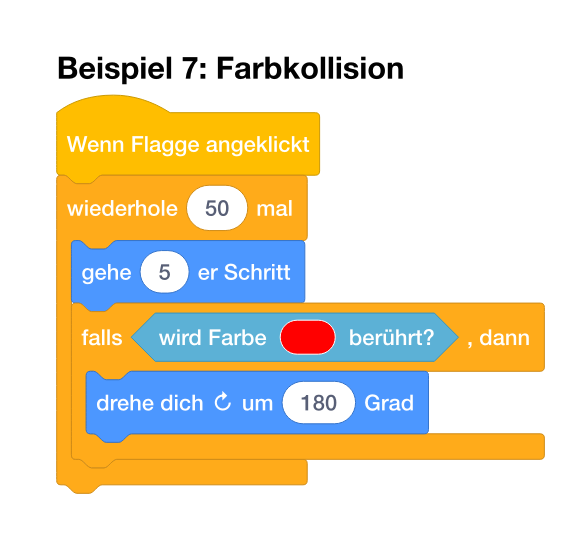 Beispiel 7: Farbkollision
Wenn Flagge angeklickt
wiederhole 50 mal
gehe 5 er Schritt
falls wird Farbe berührt? , dann
drehe dich ↻ um 180 Grad